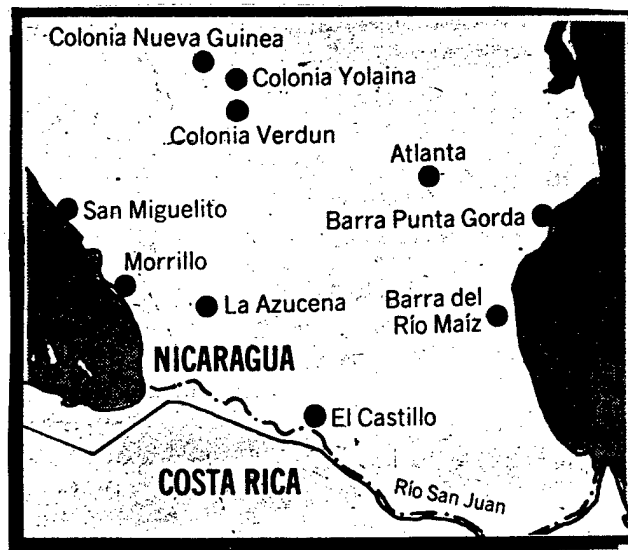 Colonia Nueva Guinea
Colonia Yolaina
Colonia Verdun
Atlanta
San Miguelito
Barra Punta Gorda
Morrillo
La Azucena
Barra del
Río Maíz
NICARAGUA
El Castillo
COSTA RICA
Río San Juan